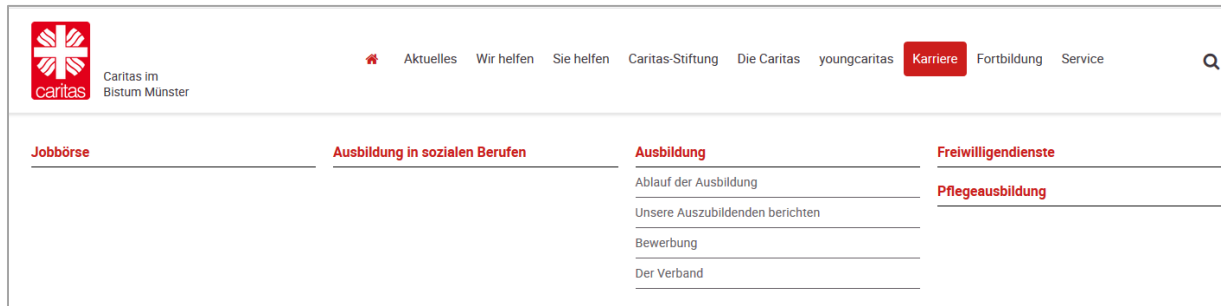 caritas
Caritas im
Bistum Münster
Aktuelles Wir helfen Sie helfen Caritas-Stiftung Die Caritas youngcaritas Karriere Fortbildung Service
Jobbörse
Ausbildung in sozialen Berufen
Ausbildung
Ablauf der Ausbildung
Unsere Auszubildenden berichten
Bewerbung
Der Verband
Freiwilligendienste
Pflegeausbildung